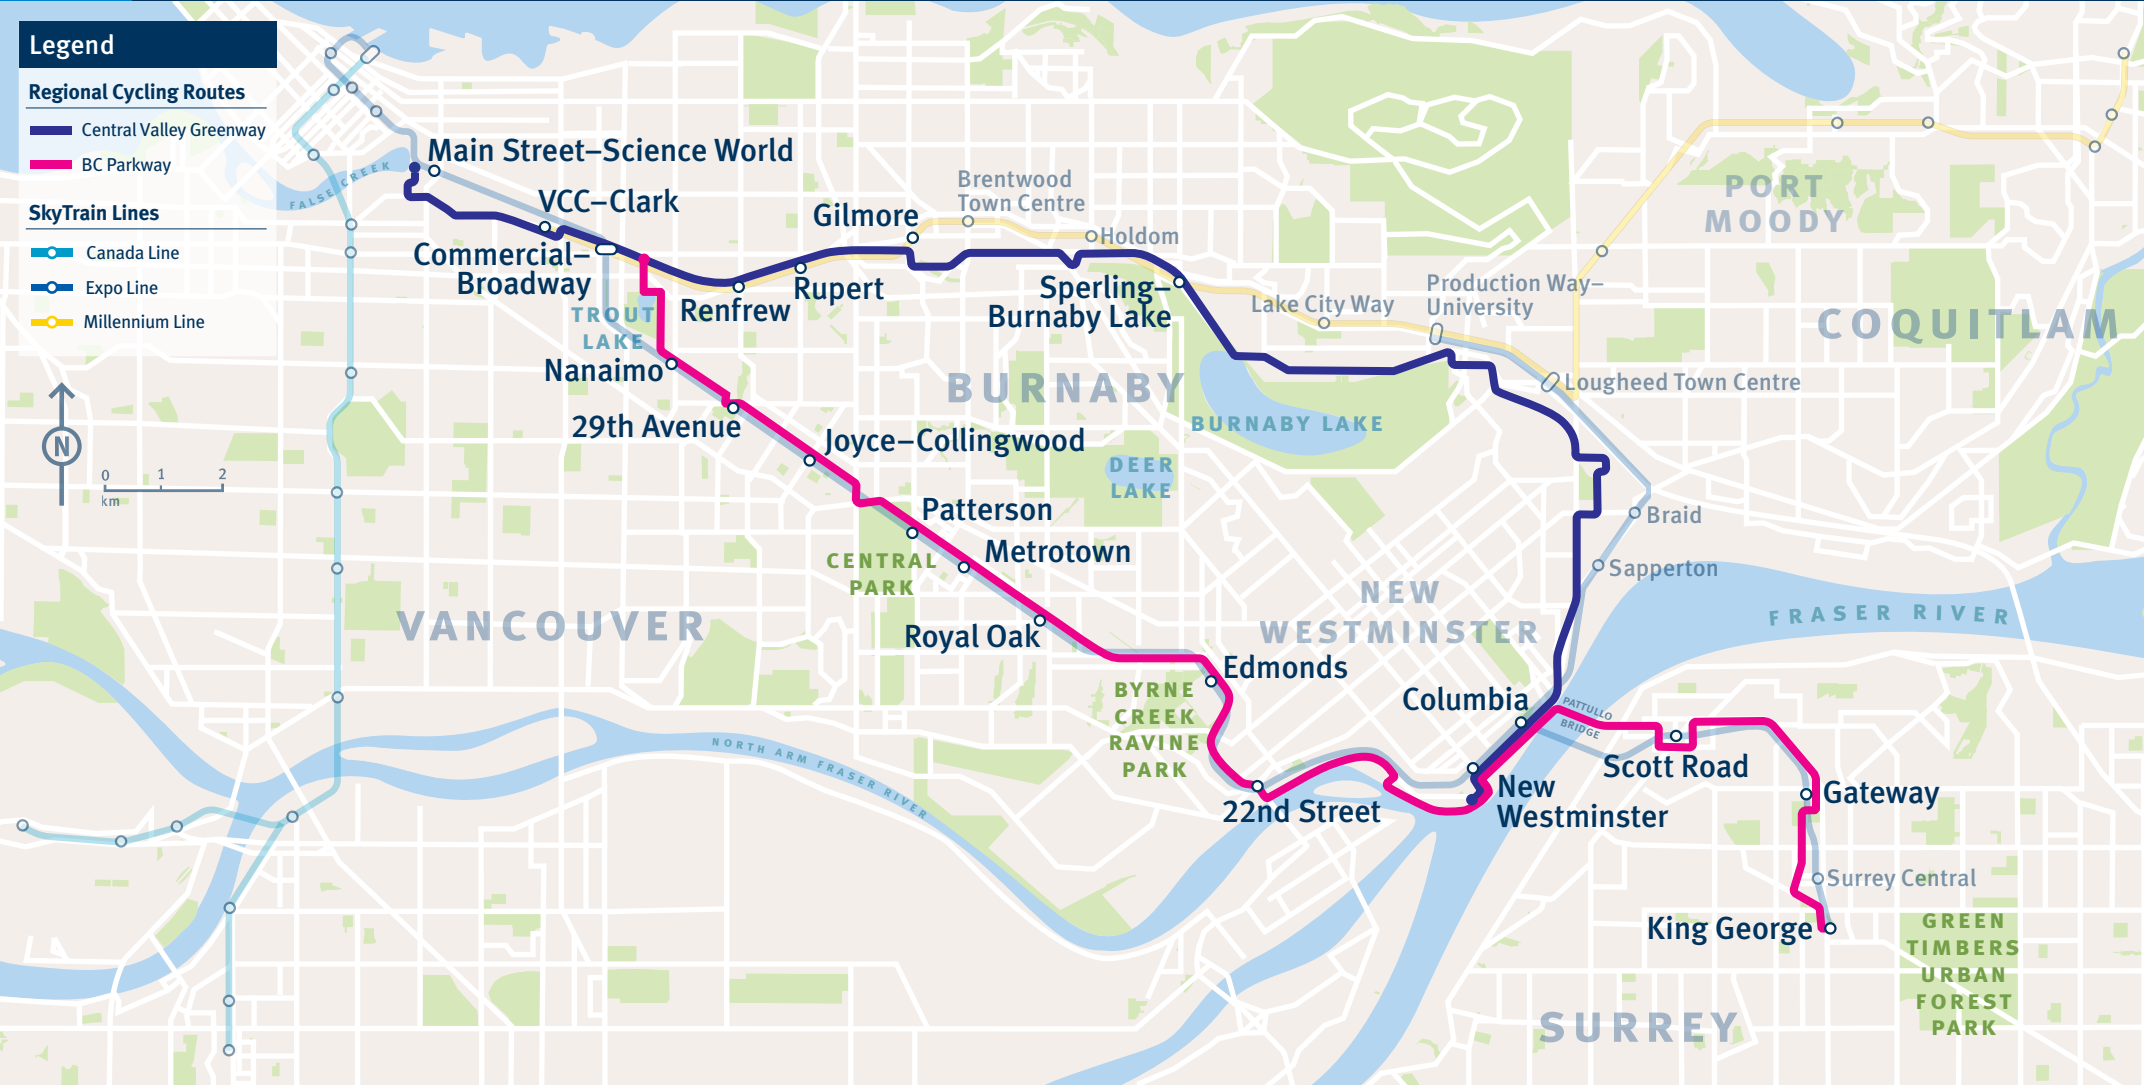 Legend
Regional Cycling Routes
Central Valley Greenway
BC Parkway
SkyTrain Lines
Canada Line
Expo Line
Millennium Line
N
0 1 2
km
FALSE CREEK
Main Street–Science World
VCC–Clark
Commercial–
Broadway
TROUT
LAKE
Renfrew
Rupert
Gilmore
Brentwood
Town Centre
Holdom
Sperling–
Burnaby Lake
Lake City Way
Production Way–
University
Lougheed Town Centre
PORT
MOODY
COQUITLAM
BURNABY
BURNABY LAKE
DEER
LAKE
Nanaimo
29th Avenue
Joyce–Collingwood
Patterson
Metrotown
CENTRAL
PARK
Royal Oak
VANCOUVER
NEW
WESTMINSTER
Braid
Sapperton
FRASER RIVER
Edmonds
BYRNE
CREEK
RAVINE
PARK
Columbia
PATTULLO
BRIDGE
NORTH ARM FRASER RIVER
22nd Street
New
Westminster
Scott Road
Gateway
Surrey Central
King George
GREEN
TIMBERS
URBAN
FOREST
PARK
SURREY